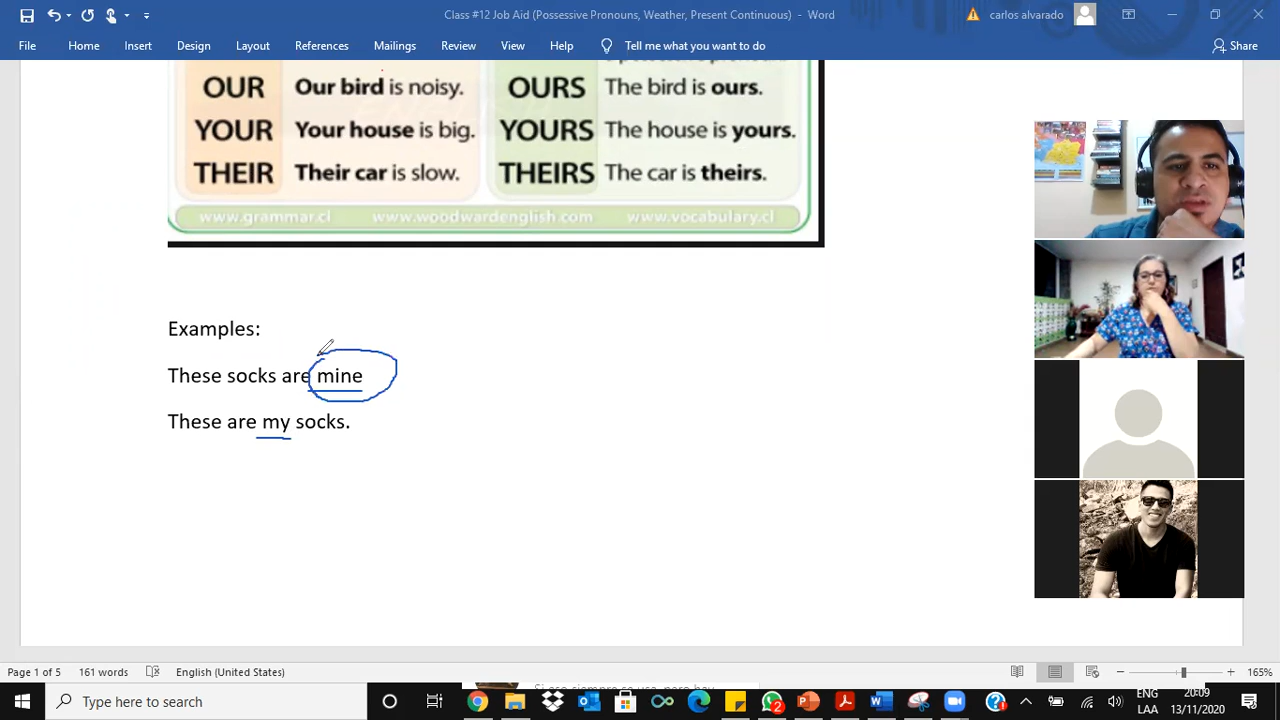 Class #12 Job Aid (Possessive Pronouns, Weather, Present Continuous) - Word
carlos alvarado
File Home Insert Design Layout References Mailings Review View Help Tell me what you want to do Share
OUR Our bird is noisy. OURS The bird is ours.
YOUR Your house is big. YOURS The house is yours.
THEIR Their car is slow. THEIRS The car is theirs.
www.grammar.cl www.woodwardenglish.com www.vocabulary.cl
Examples:
These socks are mine
These are my socks.
Page 1 of 5 161 words English (United States) 165%
Type here to search
2
ENG 20:09
LAA 13/11/2020